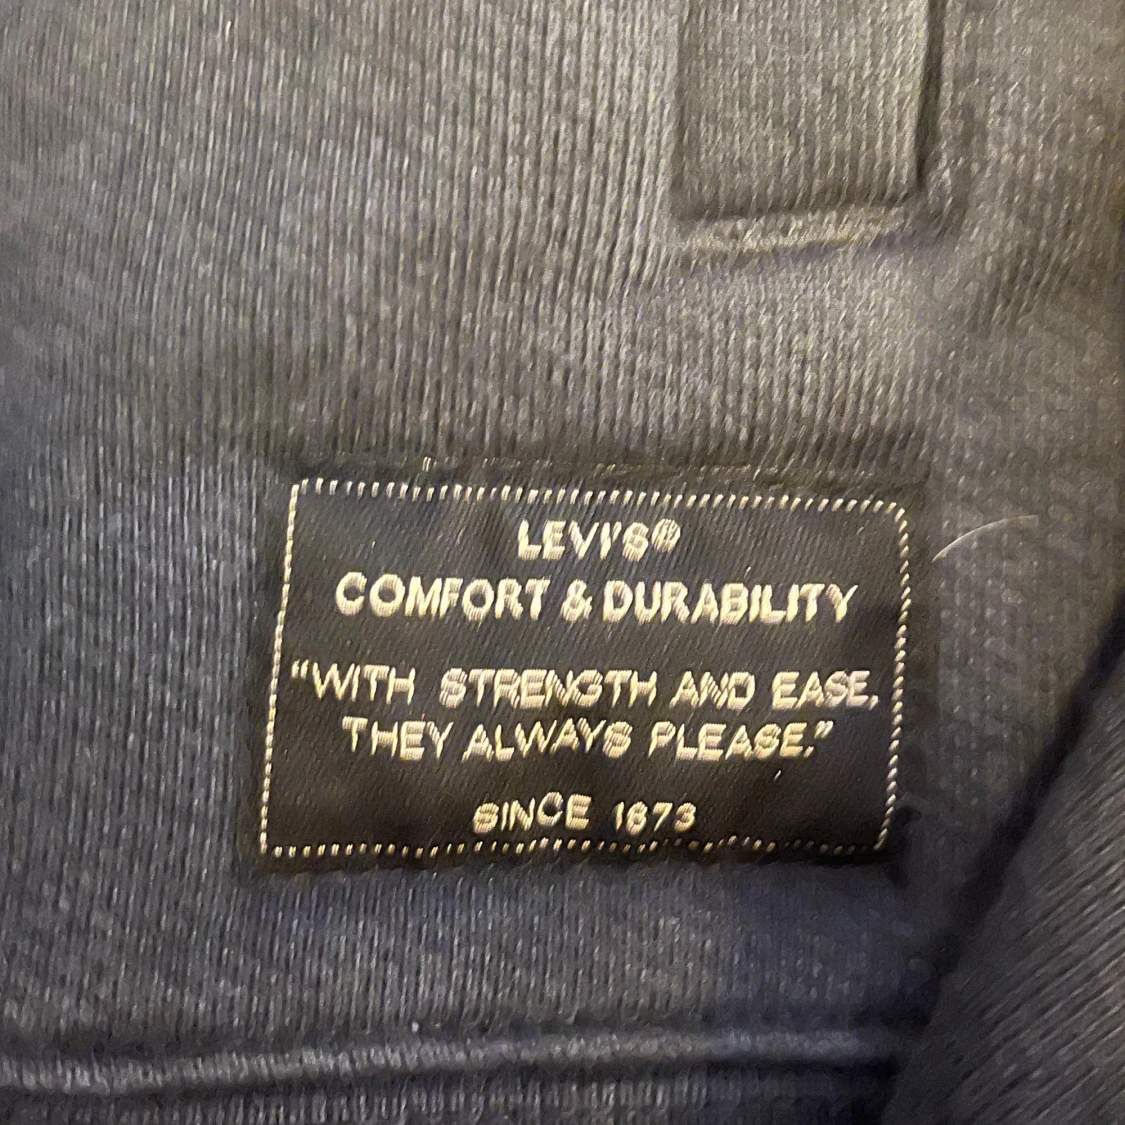 LEVI'S®
COMFORT & DURABILITY
"WITH STRENGTH AND EASE,
THEY ALWAYS PLEASE."
SINCE 1873